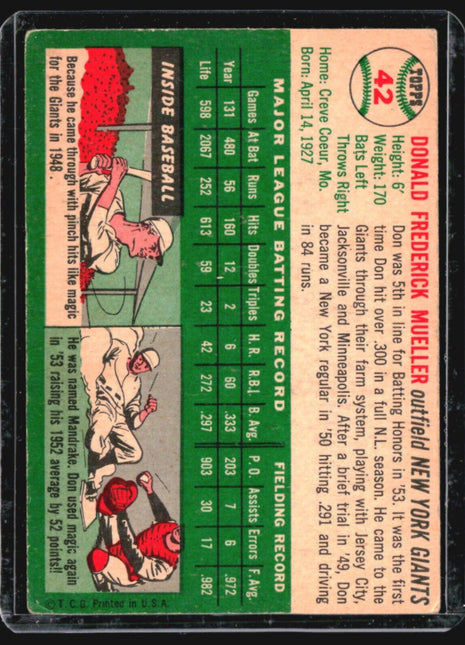 TOPPS
42
DONALD FREDERICK MUELLER outfield NEW YORK GIANTS
Height: 6'
Weight: 170
Bats Left
Throws Right
Home: Creve Coeur, Mo.
Born: April 14, 1927
Don was 5th in line for Batting Honors in '53. It was the first
time Don hit over .300 in a full N.L. season. He came to the
Giants through their farm system, playing with Jersey City,
Jacksonville and Minneapolis. After a brief trial in '49, Don
became a New York regular in '50 hitting .291 and driving
in 84 runs.
MAJOR LEAGUE BATTING RECORD FIELDING RECORD
Games At Bat Runs Hits Doubles Triples H.R. R.B.I. B. Avg. P.O. Assists Errors F. Avg.
Year 131 480 56 160 12 2 6 60 .333 203 7 6 .972
Life 598 2067 252 613 59 23 42 272 .297 903 30 17 .982
INSIDE BASEBALL
Because he came through with pinch hits like magic
for the Giants in 1948.
He was named Mandrake. Don used magic again
in '53 raising his 1952 average by 52 points!!
© T.C.G. Printed in U.S.A.